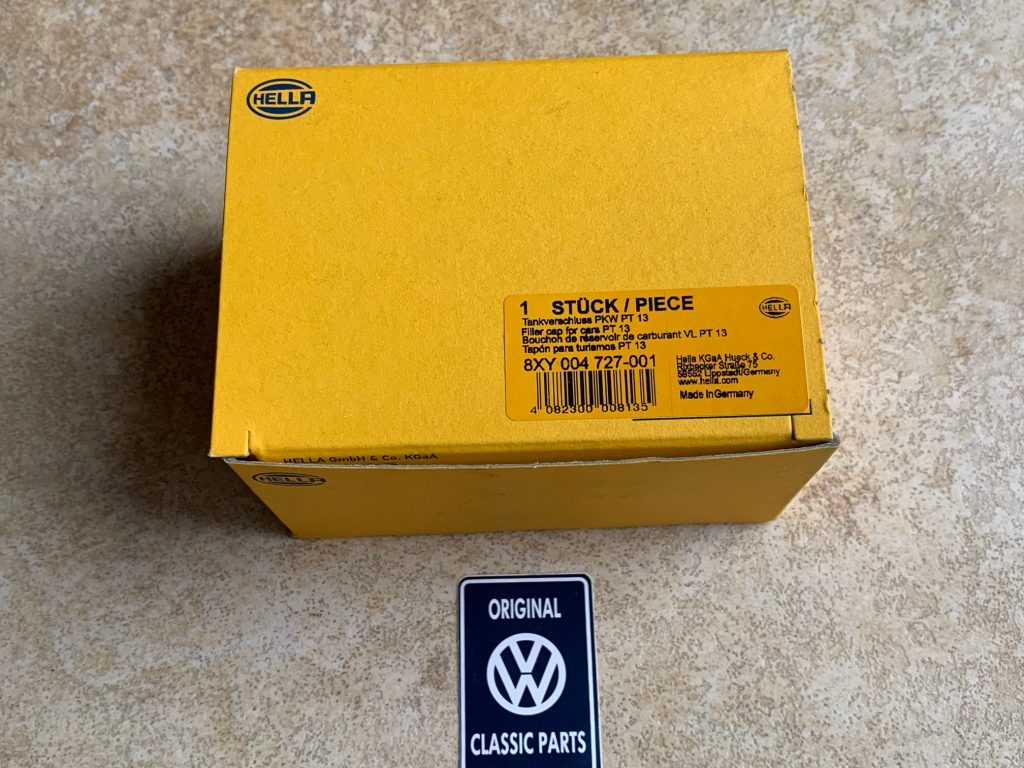 HELLA
1 STÜCK / PIECE
HELLA
Tankverschluss PKW PT 13
Filler cap for cars PT 13
Bouchon de réservoir de carburant VL PT 13
Tapón para turismos PT 13
8XY 004 727-001
4 082300 008135
Hella KGaA Hueck & Co.
Rixbecker Straße 75
59552 Lippstadt/Germany
www.hella.com
Made In Germany
HELLA GmbH & Co. KGaA
HELLA
ORIGINAL
VW
CLASSIC PARTS